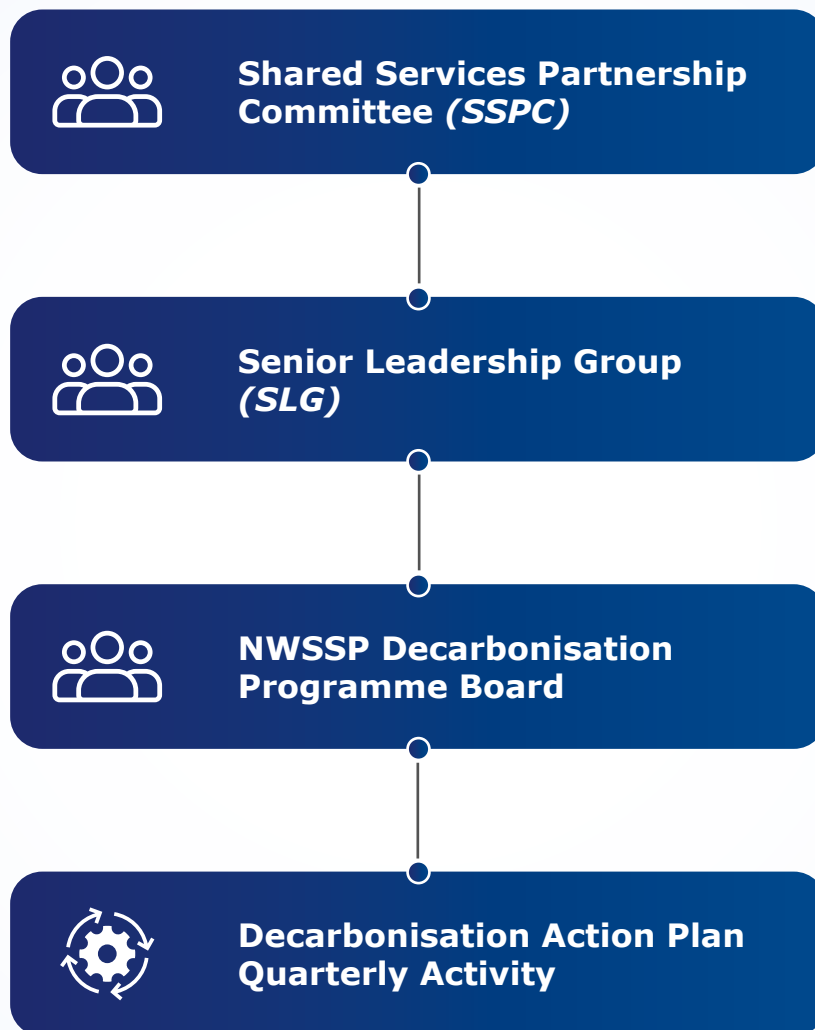 Shared Services Partnership
Committee (SSPC)
Senior Leadership Group
(SLG)
NWSSP Decarbonisation
Programme Board
Decarbonisation Action Plan
Quarterly Activity